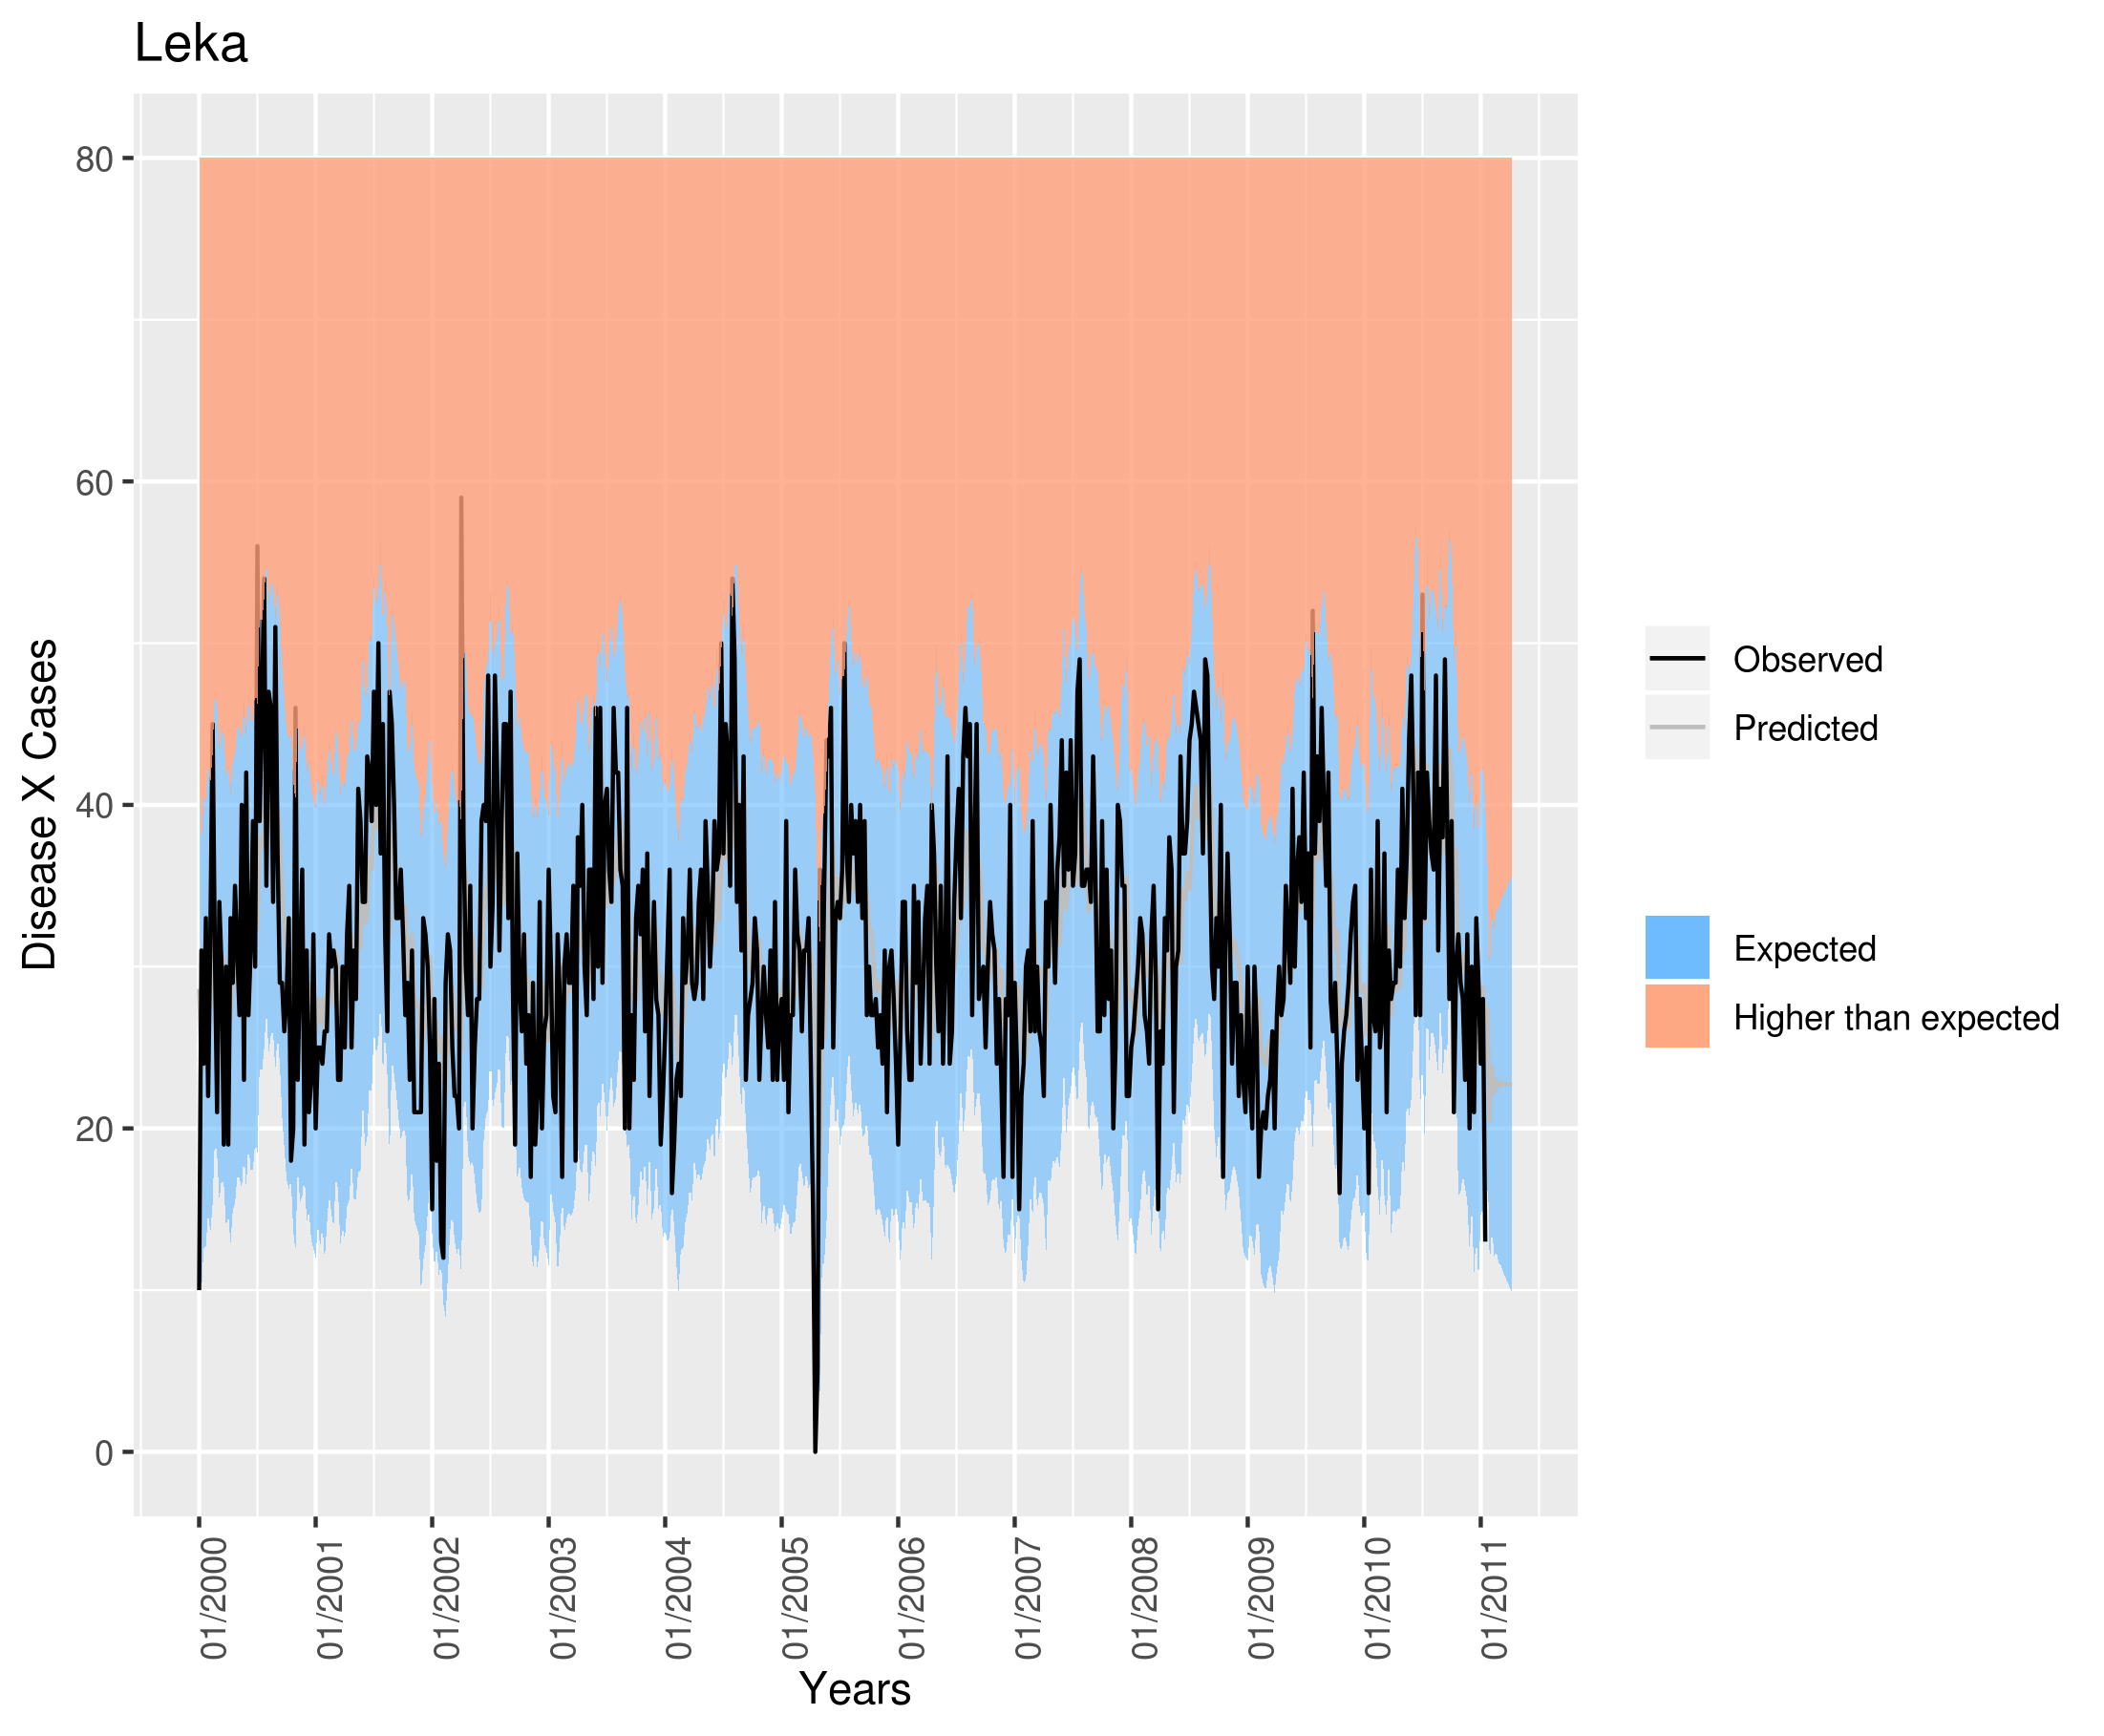 Leka
Disease X Cases
80
60
40
20
0
01/2000
01/2001
01/2002
01/2003
01/2004
01/2005
01/2006
01/2007
01/2008
01/2009
01/2010
01/2011
Years
Observed
Predicted
Expected
Higher than expected